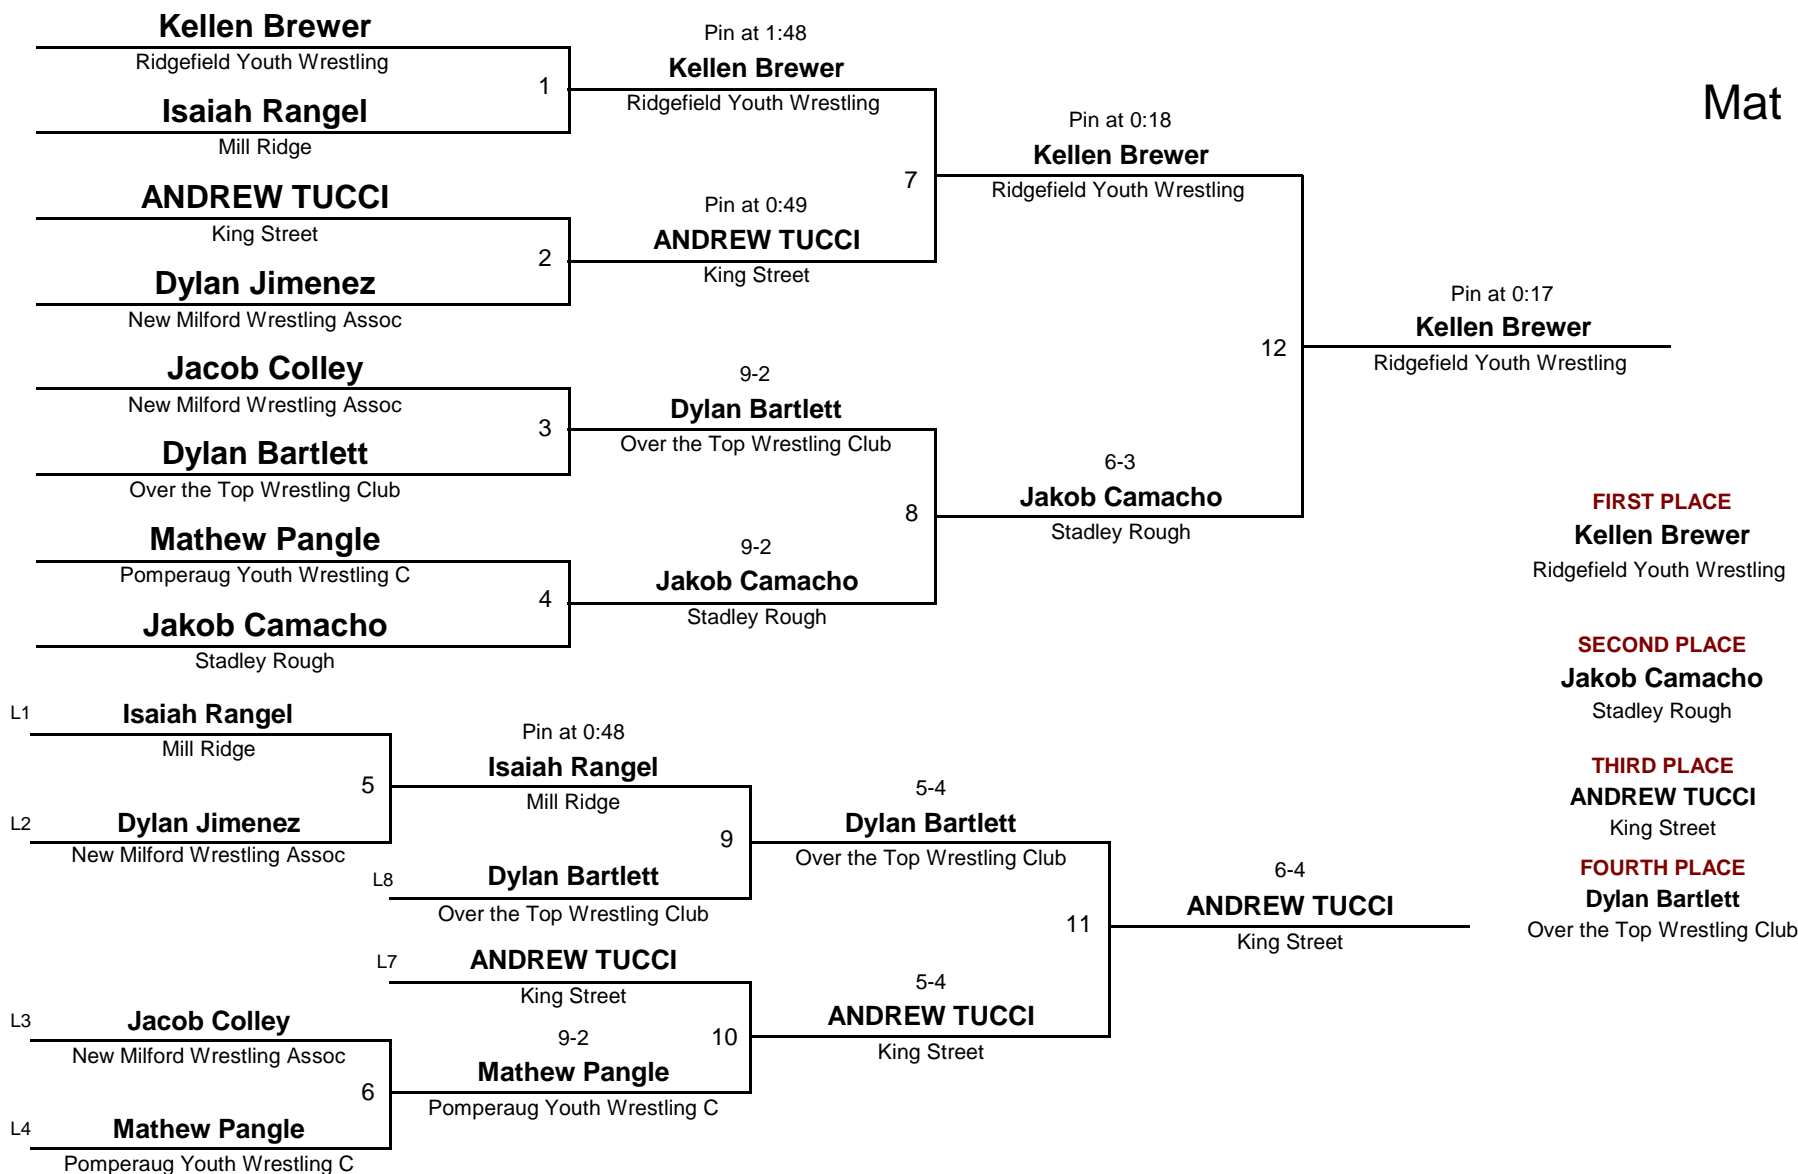 Kellen Brewer
Ridgefield Youth Wrestling
1
Isaiah Rangel
Mill Ridge
ANDREW TUCCI
King Street
2
Dylan Jimenez
New Milford Wrestling Assoc
Jacob Colley
New Milford Wrestling Assoc
3
Dylan Bartlett
Over the Top Wrestling Club
Mathew Pangle
Pomperaug Youth Wrestling C
4
Jakob Camacho
Stadley Rough
Pin at 1:48
Kellen Brewer
Ridgefield Youth Wrestling
7
Pin at 0:49
ANDREW TUCCI
King Street
9-2
Dylan Bartlett
Over the Top Wrestling Club
8
9-2
Jakob Camacho
Stadley Rough
Pin at 0:18
Kellen Brewer
Ridgefield Youth Wrestling
12
6-3
Jakob Camacho
Stadley Rough
Pin at 0:17
Kellen Brewer
Ridgefield Youth Wrestling
Mat
FIRST PLACE
Kellen Brewer
Ridgefield Youth Wrestling
SECOND PLACE
Jakob Camacho
Stadley Rough
THIRD PLACE
ANDREW TUCCI
King Street
FOURTH PLACE
Dylan Bartlett
Over the Top Wrestling Club
L1
Isaiah Rangel
Mill Ridge
5
L2
Dylan Jimenez
New Milford Wrestling Assoc
L3
Jacob Colley
New Milford Wrestling Assoc
6
L4
Mathew Pangle
Pomperaug Youth Wrestling C
Pin at 0:48
Isaiah Rangel
Mill Ridge
9
L8
Dylan Bartlett
Over the Top Wrestling Club
L7
ANDREW TUCCI
King Street
10
9-2
Mathew Pangle
Pomperaug Youth Wrestling C
5-4
Dylan Bartlett
Over the Top Wrestling Club
11
5-4
ANDREW TUCCI
King Street
6-4
ANDREW TUCCI
King Street